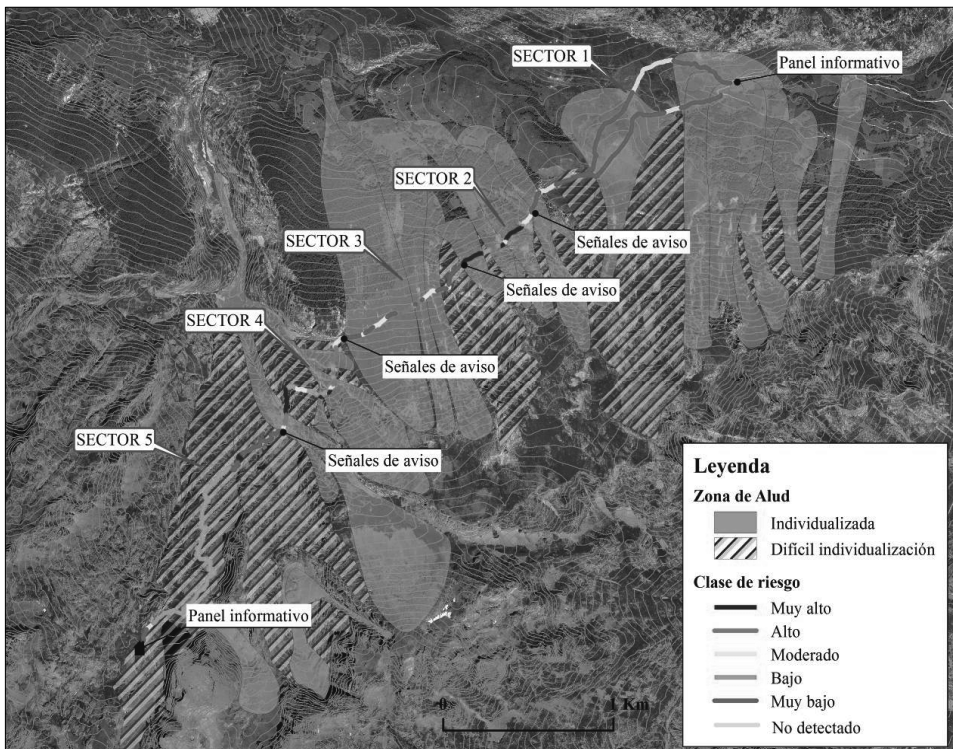 SECTOR 1
Panel informativo
SECTOR 2
Señales de aviso
SECTOR 3
Señales de aviso
SECTOR 4
Señales de aviso
SECTOR 5
Señales de aviso
Panel informativo
0 1 Km
Leyenda
Zona de Alud
Individualizada
Difícil individualización
Clase de riesgo
Muy alto
Alto
Moderado
Bajo
Muy bajo
No detectado